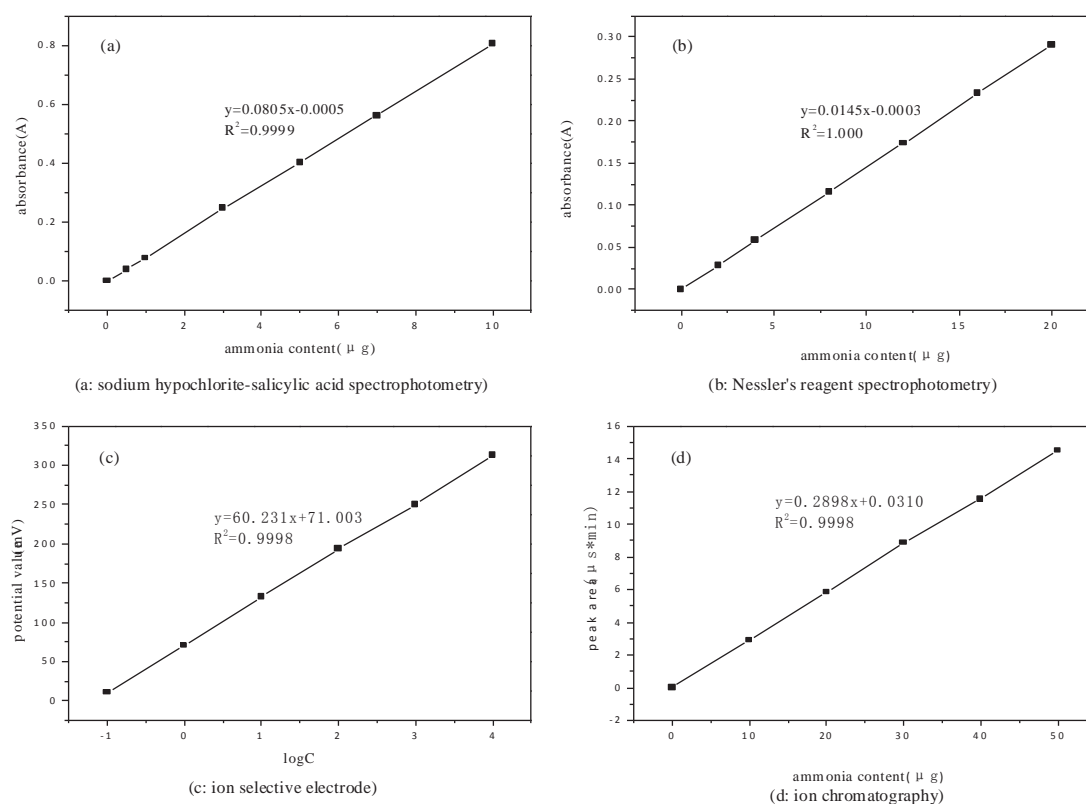 (a)
y=0.0805x-0.0005
R²=0.9999
absorbance(A)
0.8
0.6
0.4
0.2
0.0
0 2 4 6 8 10
ammonia content( μ g)
(a: sodium hypochlorite-salicylic acid spectrophotometry)
(b)
y=0.0145x-0.0003
R²=1.000
absorbance(A)
0.30
0.25
0.20
0.15
0.10
0.05
0.00
0 5 10 15 20
ammonia content( μ g)
(b: Nessler's reagent spectrophotometry)
(c)
y=60.231x+71.003
R²=0.9998
potential value(mV)
350
300
250
200
150
100
50
0
-1 0 1 2 3 4
logC
(c: ion selective electrode)
(d)
y=0.2898x+0.0310
R²=0.9998
peak area(μ s*min)
16
14
12
10
8
6
4
2
0
-2
0 10 20 30 40 50
ammonia content( μ g)
(d: ion chromatography)